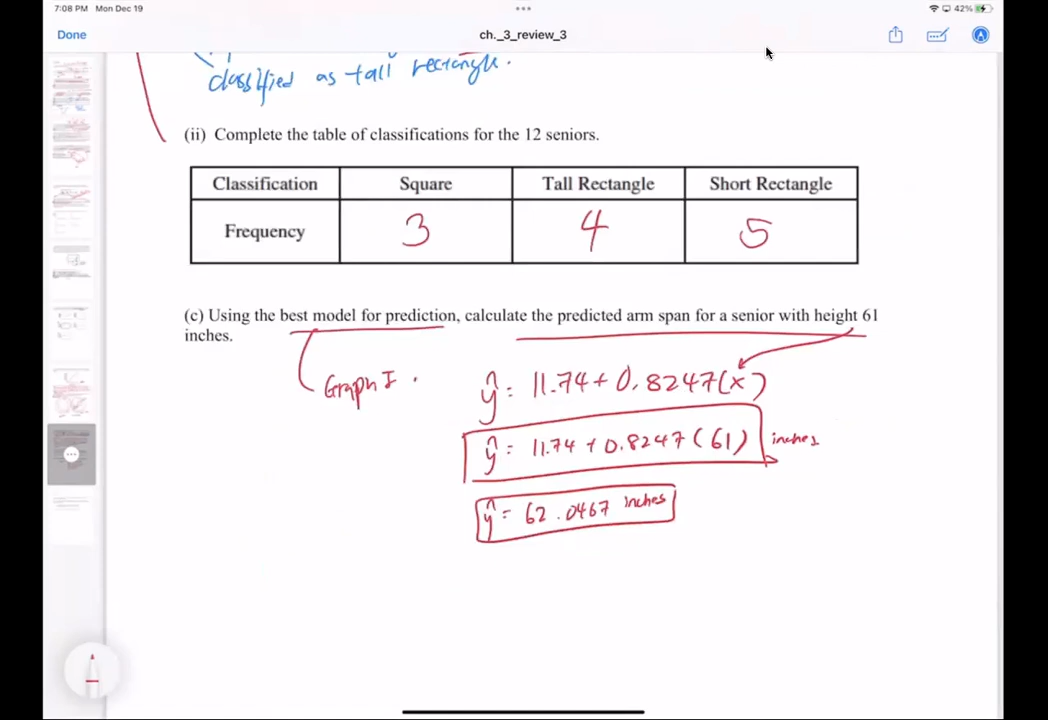 7:08 PM Mon Dec 19
42%
Done
ch._3_review_3
classified as tall rectangle.
(ii) Complete the table of classifications for the 12 seniors.
Classification Square Tall Rectangle Short Rectangle
Frequency 3 4 5
(c) Using the best model for prediction, calculate the predicted arm span for a senior with height 61
inches.
Graph I. ŷ = 11.74 + 0.8247(x)
ŷ = 11.74 + 0.8247(61) inches
ŷ = 62.0467 inches